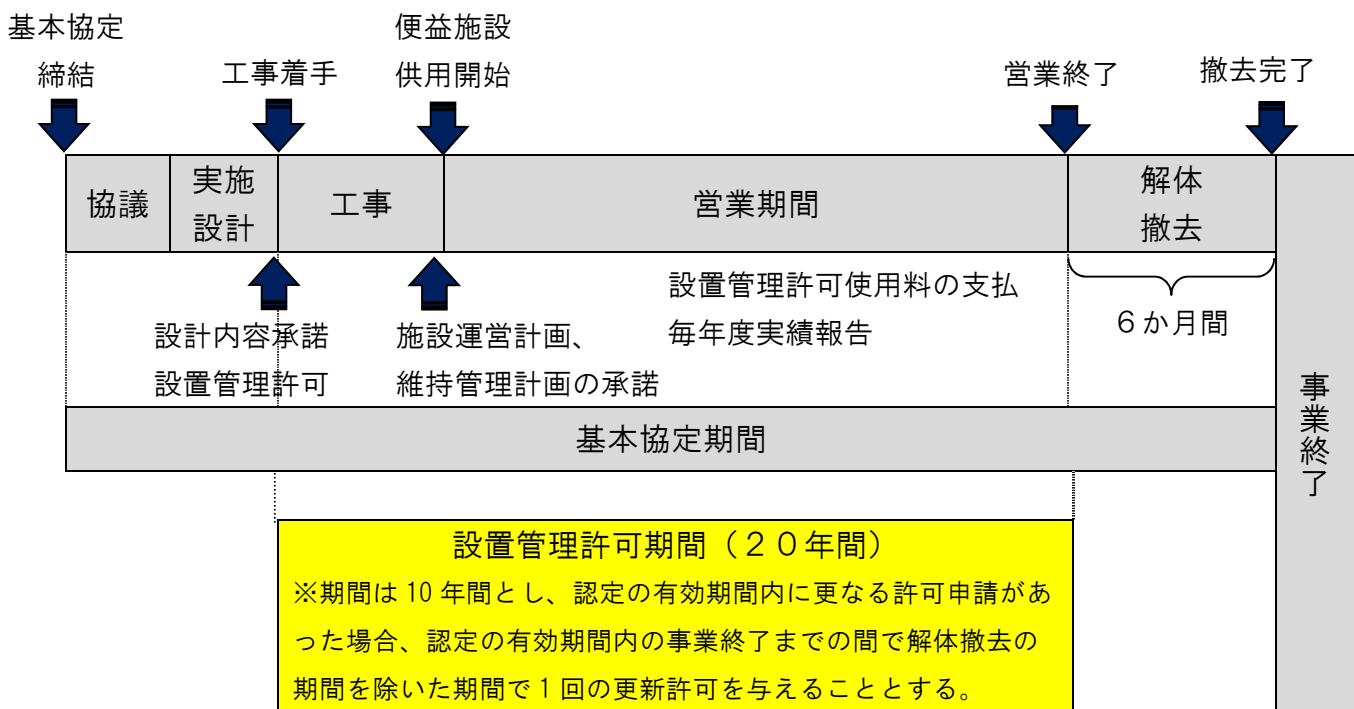 基本協定
締結
工事着手
便益施設
供用開始
営業終了
撤去完了
協議
実施
設計
工事
営業期間
解体
撤去
設計内容承諾
設置管理許可
施設運営計画、
維持管理計画の承諾
設置管理許可使用料の支払
毎年度実績報告
６か月間
事業終了
基本協定期間
設置管理許可期間（２０年間）
※期間は 10 年間とし、認定の有効期間内に更なる許可申請があ
った場合、認定の有効期間内の事業終了までの間で解体撤去の
期間を除いた期間で 1 回の更新許可を与えることとする。